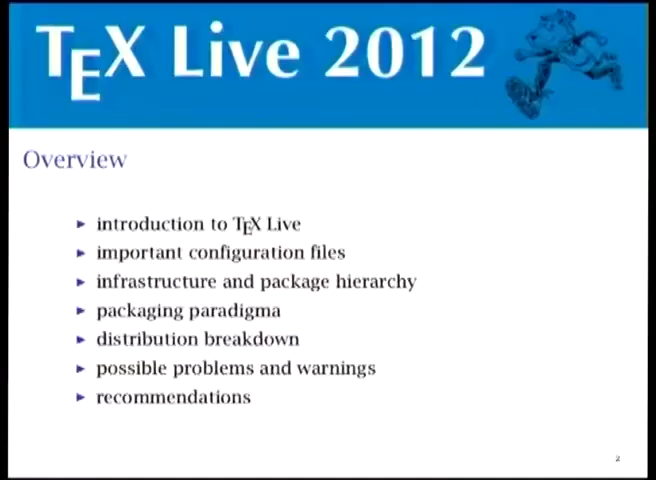 TEX Live 2012
Overview
▶ introduction to TEX Live
▶ important configuration files
▶ infrastructure and package hierarchy
▶ packaging paradigma
▶ distribution breakdown
▶ possible problems and warnings
▶ recommendations
2